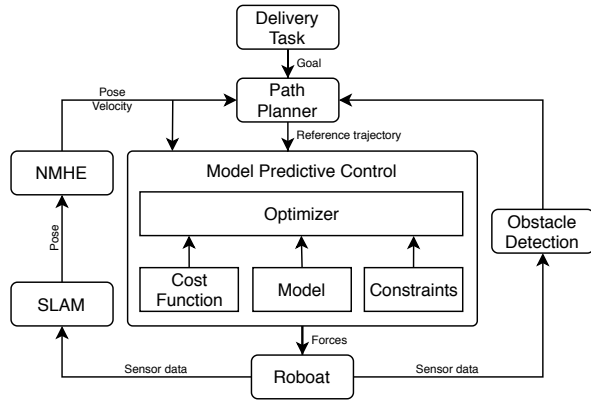 Delivery
Task
Goal
Pose
Velocity
Path
Planner
Reference trajectory
NMHE
Model Predictive Control
Optimizer
Obstacle
Detection
Pose
Cost
Function
Model
Constraints
SLAM
Forces
Sensor data
Roboat
Sensor data